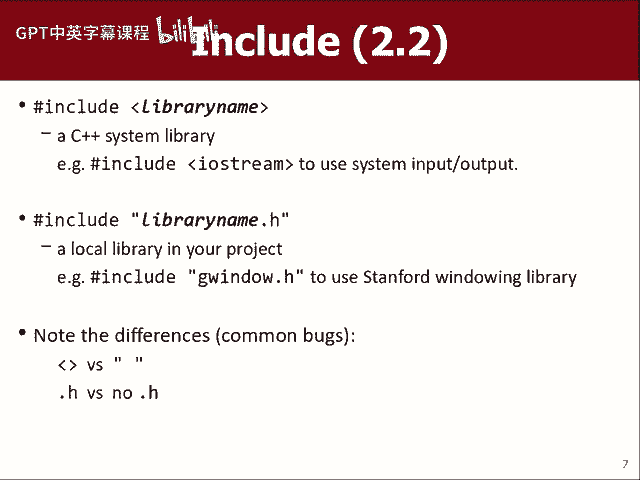 GPT中英字幕课程 bilibili
Include (2.2)
• #include <libraryname>
– a C++ system library
e.g. #include <iostream> to use system input/output.
• #include "libraryname.h"
– a local library in your project
e.g. #include "gwindow.h" to use Stanford windowing library
• Note the differences (common bugs):
<> vs " "
.h vs no .h
7